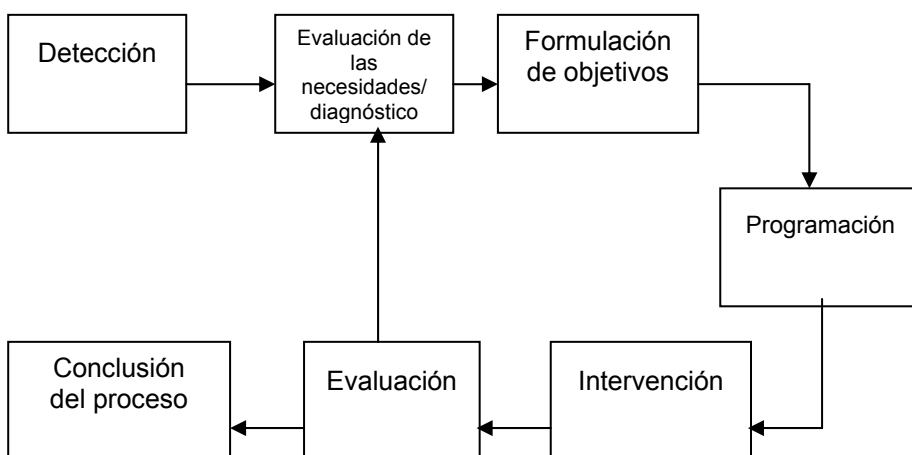 Detección
Evaluación de
las
necesidades/
diagnóstico
Formulación
de objetivos
Programación
Conclusión
del proceso
Evaluación
Intervención